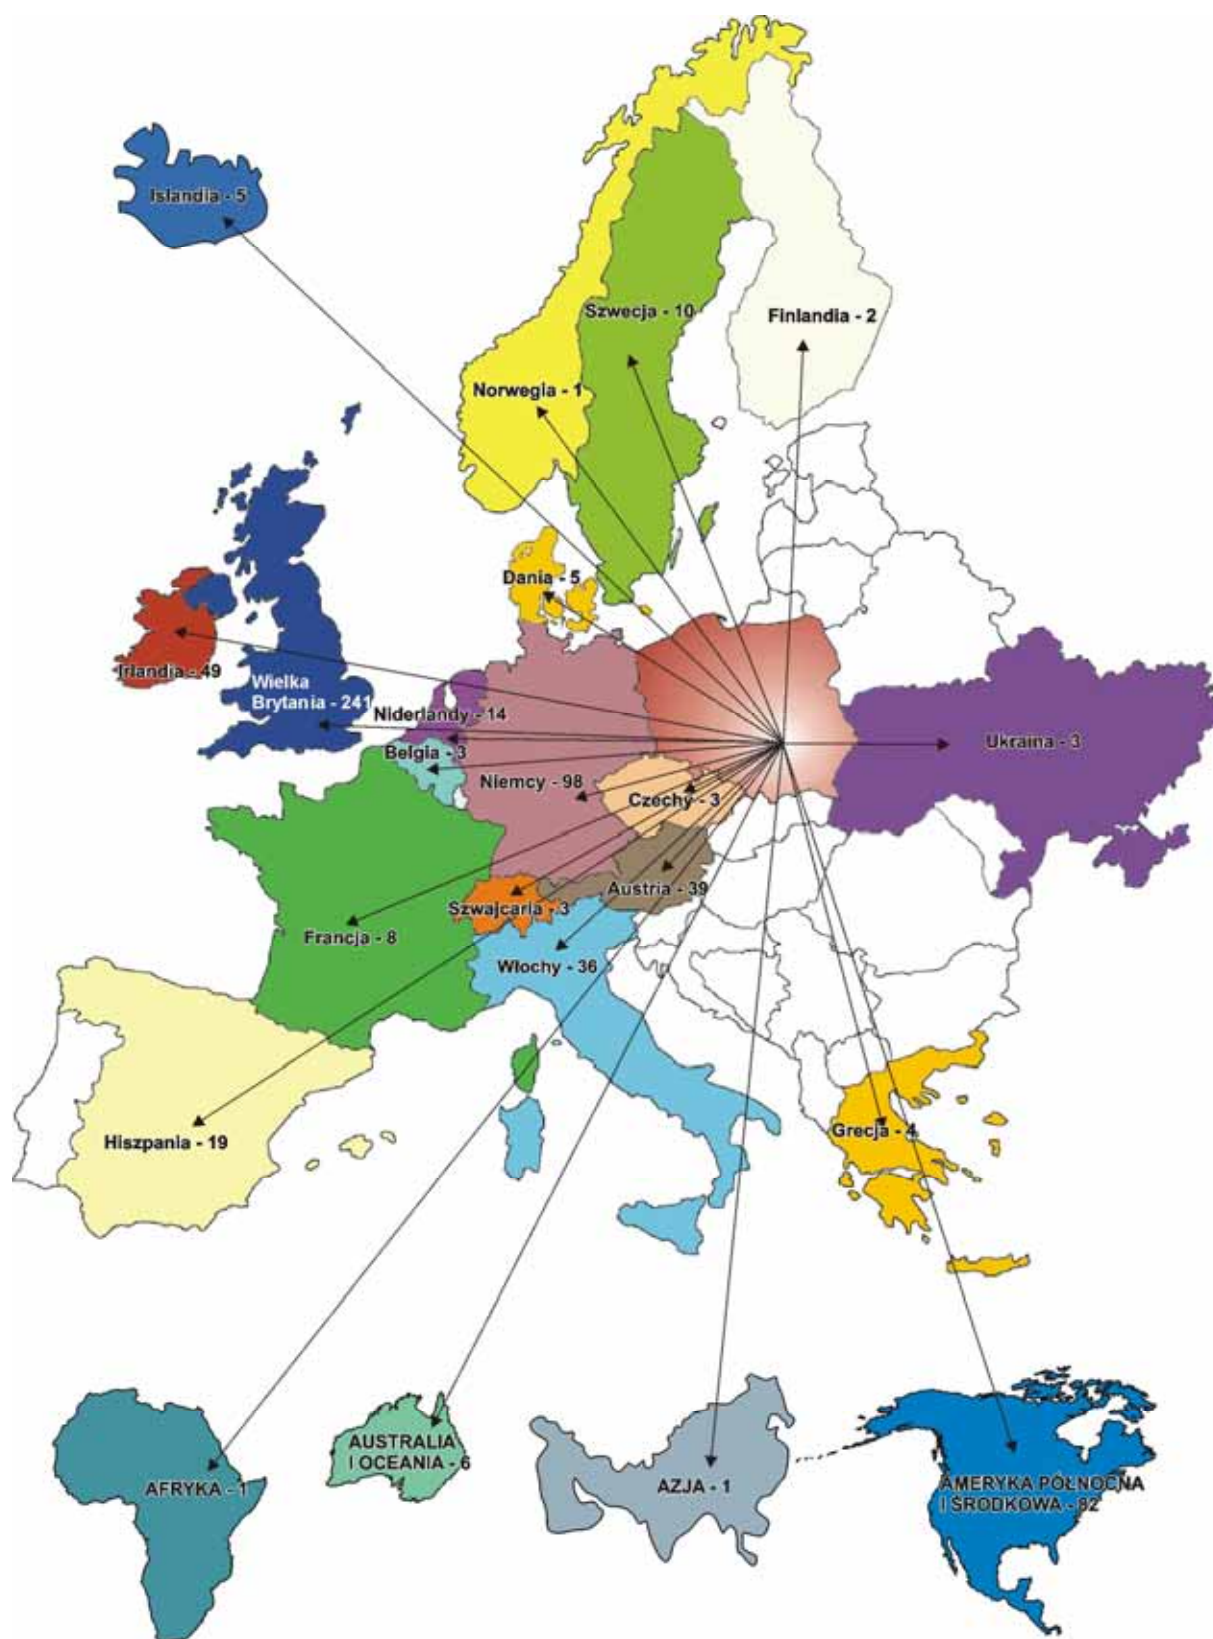 Islandia - 5
Szwecja - 10
Finlandia - 2
Norwegia - 1
Dania - 5
Irlandia - 49
Wielka
Brytania - 241
Niderlandy - 14
Belgia - 3
Ukraina - 3
Niemcy - 98
Czechy - 3
Austria - 39
Szwajcaria - 3
Francja - 8
Włochy - 36
Hiszpania - 19
Grecja - 4
AUSTRALIA
I OCEANIA - 6
AFRYKA - 1
AZJA - 1
AMERYKA PÓŁNOCNA
I ŚRODKOWA - 82